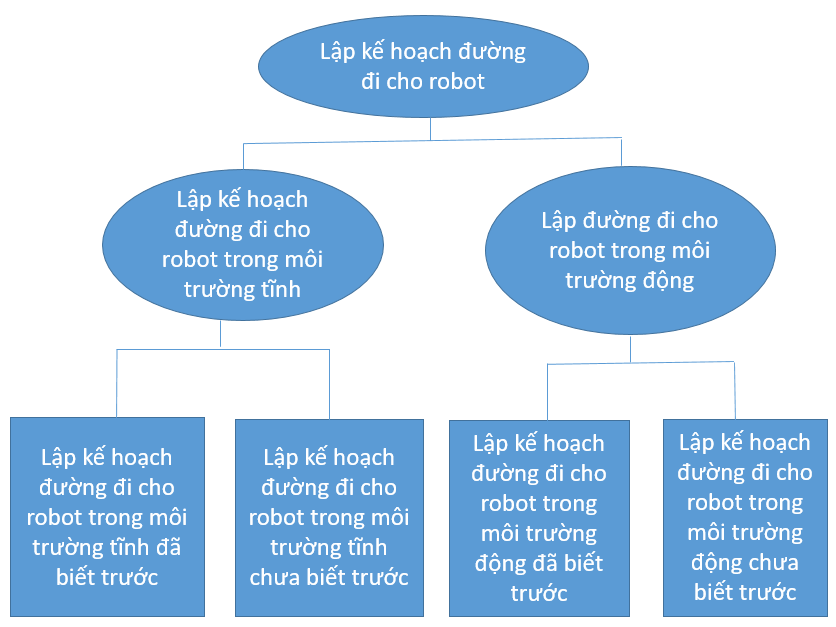 Lập kế hoạch đường
đi cho robot
Lập kế hoạch
đường đi cho
robot trong môi
trường tĩnh
Lập đường đi cho
robot trong môi
trường động
Lập kế hoạch
đường đi cho
robot trong môi
trường tĩnh đã
biết trước
Lập kế hoạch
đường đi cho
robot trong môi
trường tĩnh
chưa biết trước
Lập kế hoạch
đường đi cho
robot trong
môi trường
động đã biết
trước
Lập kế hoạch
đường đi cho
robot trong
môi trường
động chưa
biết trước